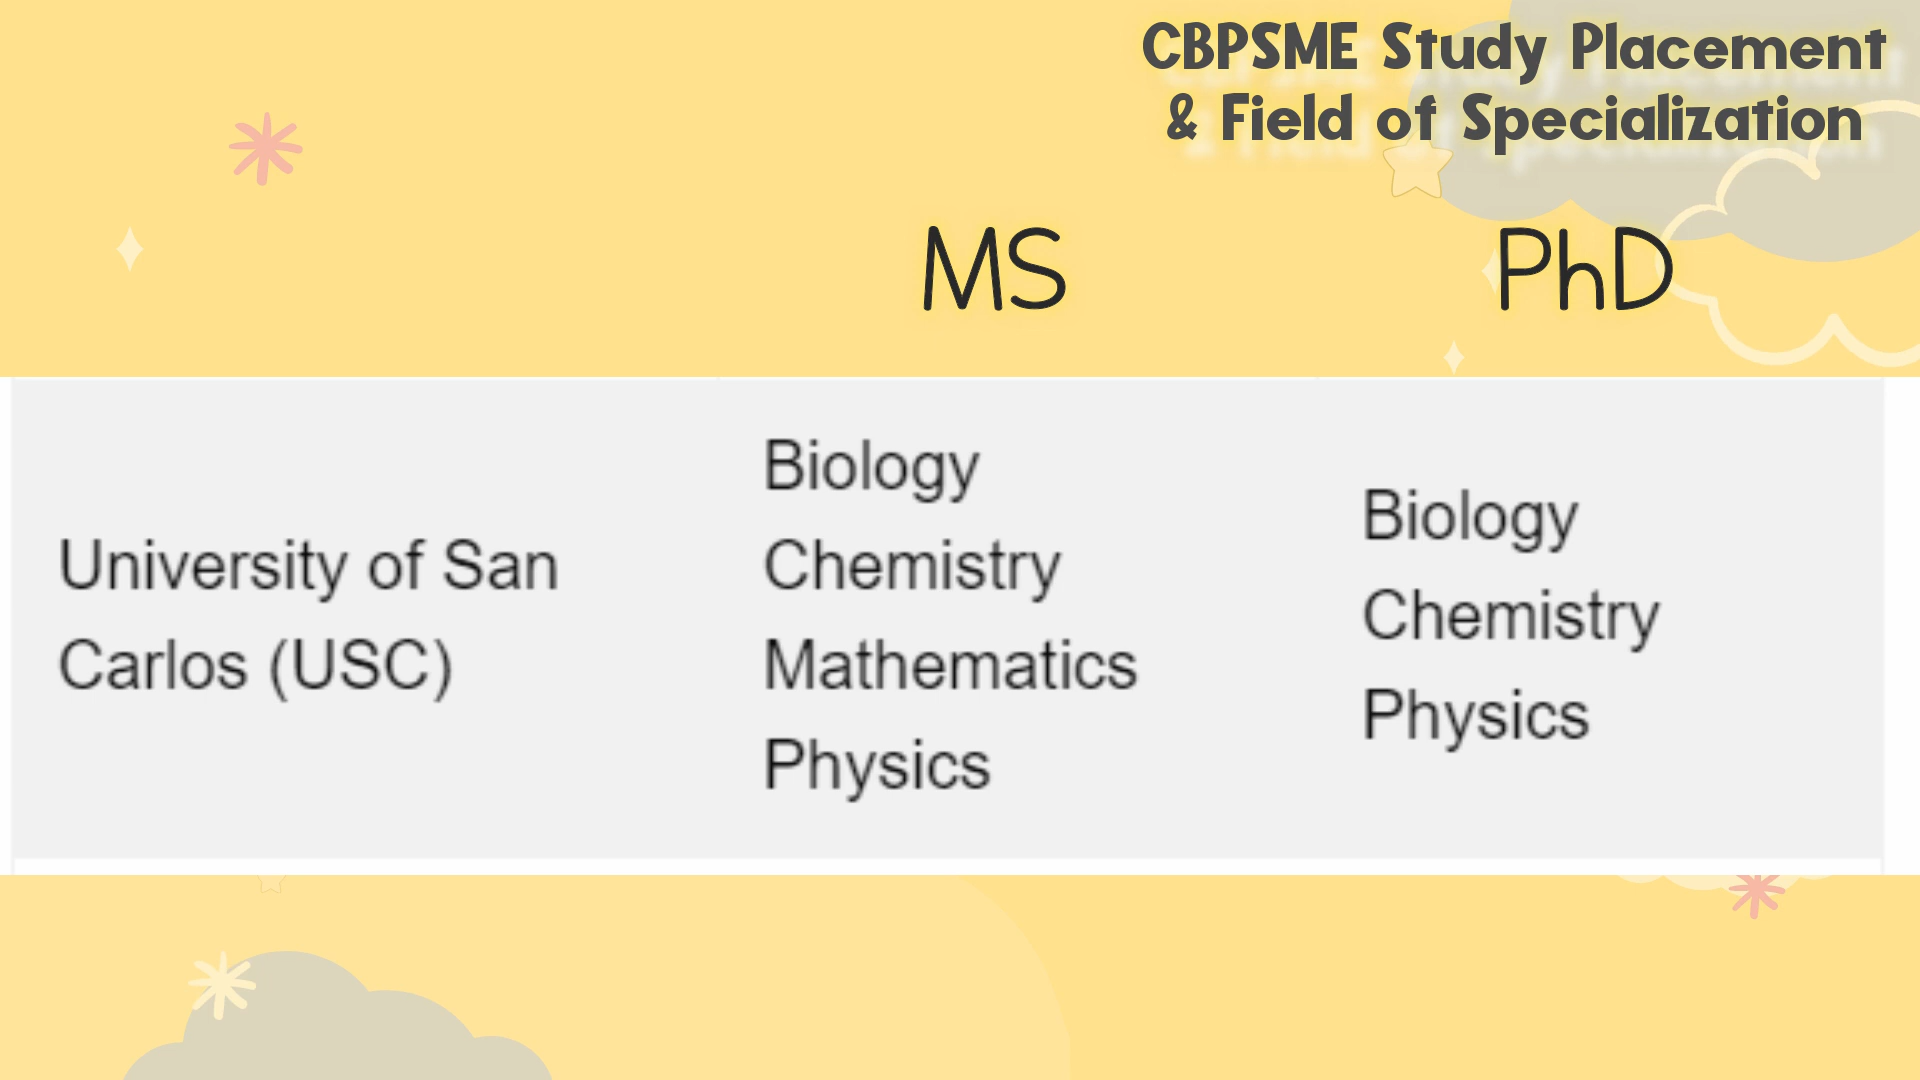 CBPSME Study Placement
& Field of Specialization
MS
PhD
University of San
Carlos (USC)
Biology
Chemistry
Mathematics
Physics
Biology
Chemistry
Physics